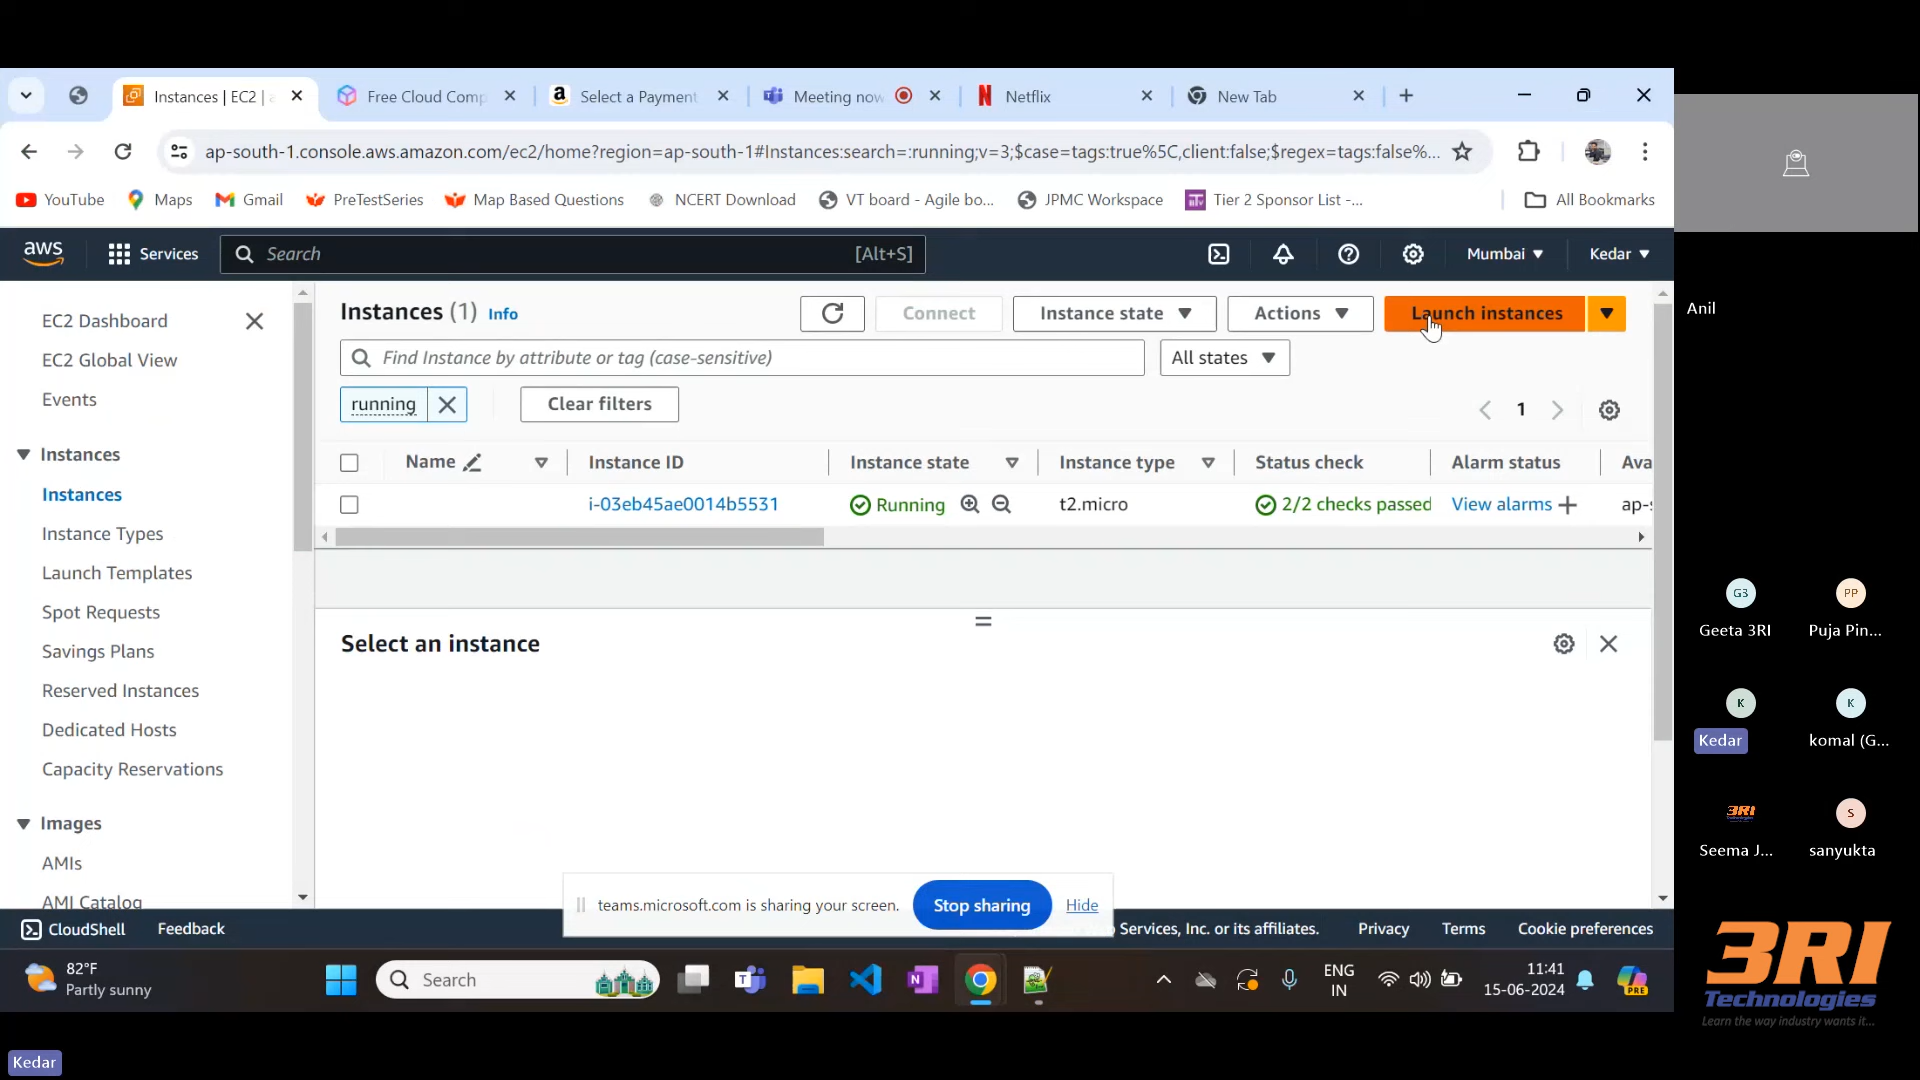 Instances | EC2 | a
Free Cloud Comp
Select a Payment
Meeting now
Netflix
New Tab
ap-south-1.console.aws.amazon.com/ec2/home?region=ap-south-1#Instances:search=:running;v=3;$case=tags:true%5C,client:false;$regex=tags:false%...
YouTube
Maps
Gmail
PreTestSeries
Map Based Questions
NCERT Download
VT board - Agile bo...
JPMC Workspace
Tier 2 Sponsor List -...
All Bookmarks
aws
Services
Search
[Alt+S]
Mumbai
Kedar
EC2 Dashboard
EC2 Global View
Events
Instances
Instances
Instance Types
Launch Templates
Spot Requests
Savings Plans
Reserved Instances
Dedicated Hosts
Capacity Reservations
Images
AMIs
AMI Catalog
Instances (1) Info
Connect
Instance state
Actions
Launch instances
Find Instance by attribute or tag (case-sensitive)
All states
running
Clear filters
1
Name
Instance ID
Instance state
Instance type
Status check
Alarm status
Ava
i-03eb45ae0014b5531
Running
t2.micro
2/2 checks passed
View alarms
ap-s
Select an instance
teams.microsoft.com is sharing your screen.
Stop sharing
Hide
CloudShell
Feedback
Services, Inc. or its affiliates.
Privacy
Terms
Cookie preferences
82°F
Partly sunny
Search
ENG
IN
11:41
15-06-2024
PRE
Anil
G3
Geeta 3RI
PP
Puja Pin...
K
Kedar
K
komal (G...
3RI
Seema J...
S
sanyukta
3RI
Technologies
Learn the way industry wants it...
Kedar